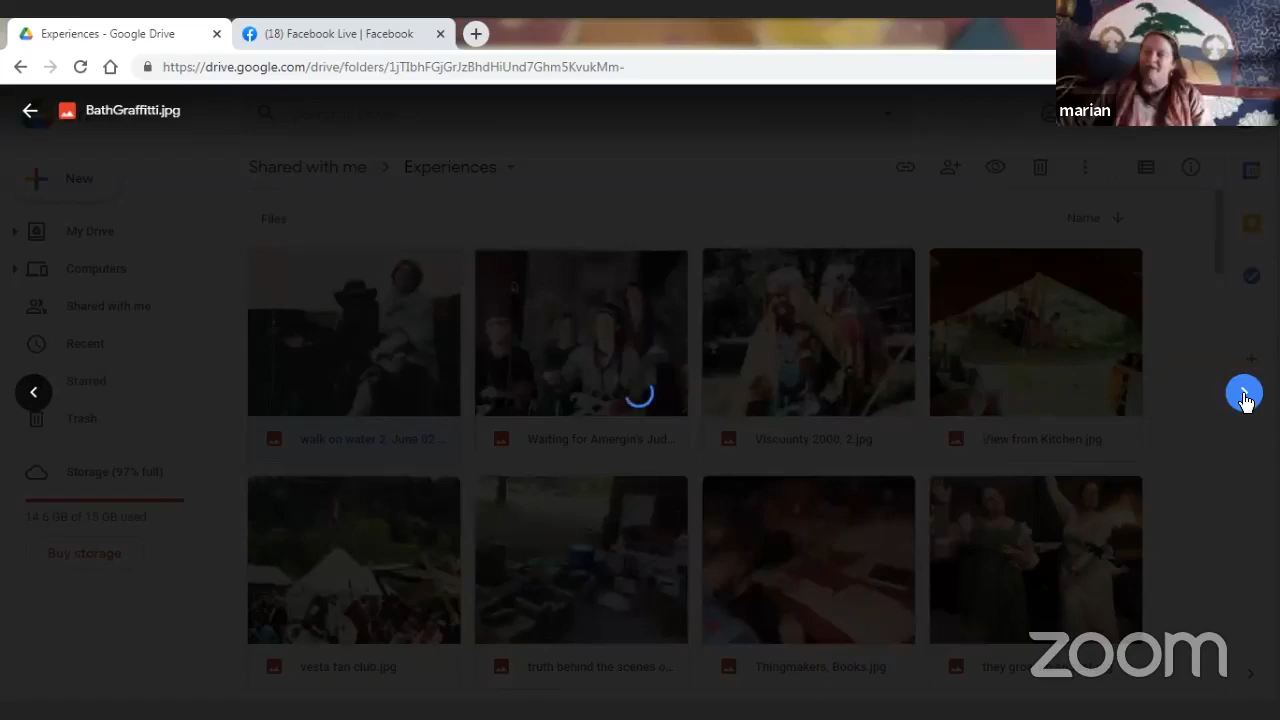 Experiences - Google Drive
(18) Facebook Live | Facebook
https://drive.google.com/drive/folders/1jTIbhFGjGrJzBhdHiUnd7Ghm5KvukMm-
marian
BathGraffitti.jpg
Shared with me > Experiences
New
Files
Name
My Drive
Computers
Shared with me
Recent
Starred
Trash
Storage (97% full)
14.6 GB of 15 GB used
Buy storage
walk on water 2, June 02 ...
Waiting for Amergin's Jud...
Viscounty 2000, 2.jpg
View from Kitchen.jpg
vesta fan club.jpg
truth behind the scenes o...
Thingmakers, Books.jpg
they
zoom